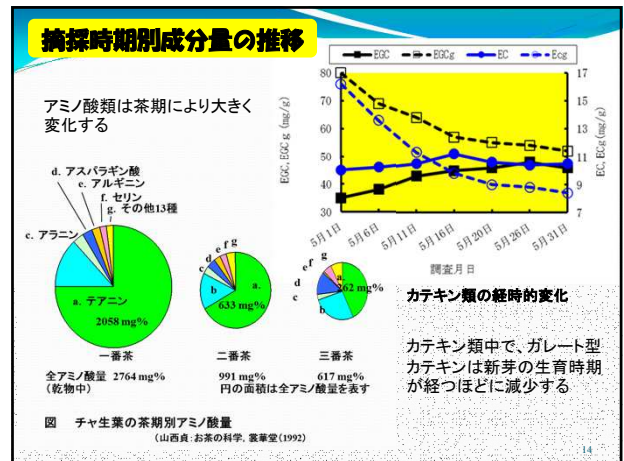 摘採時期別成分量の推移
アミノ酸類は茶期により大きく
変化する
EGC EGCg EC Ecg
EGC, EGCg (mg/g)
80
70
60
50
40
30
EC, ECg (mg/g)
17
15
13
11
9
7
5月1日 5月6日 5月11日 5月16日 5月20日 5月26日 5月31日
調査月日
カテキン類の経時的変化
カテキン類中で、ガレート型
カテキンは新芽の生育時期
が経つほどに減少する
d. アスパラギン酸
e. アルギニン
f. セリン
g. その他13種
c. アラニン
a. テアニン
2058 mg%
d e f g
c
b
a.
633 mg%
g
f
e
d
c
b
a.
262 mg%
一番茶 二番茶 三番茶
全アミノ酸量 2764 mg% 991 mg% 617 mg%
(乾物中) 円の面積は全アミノ酸量を表す
図 チャ生葉の茶期別アミノ酸量
(山西貞:お茶の科学, 裳華堂(1992)
14